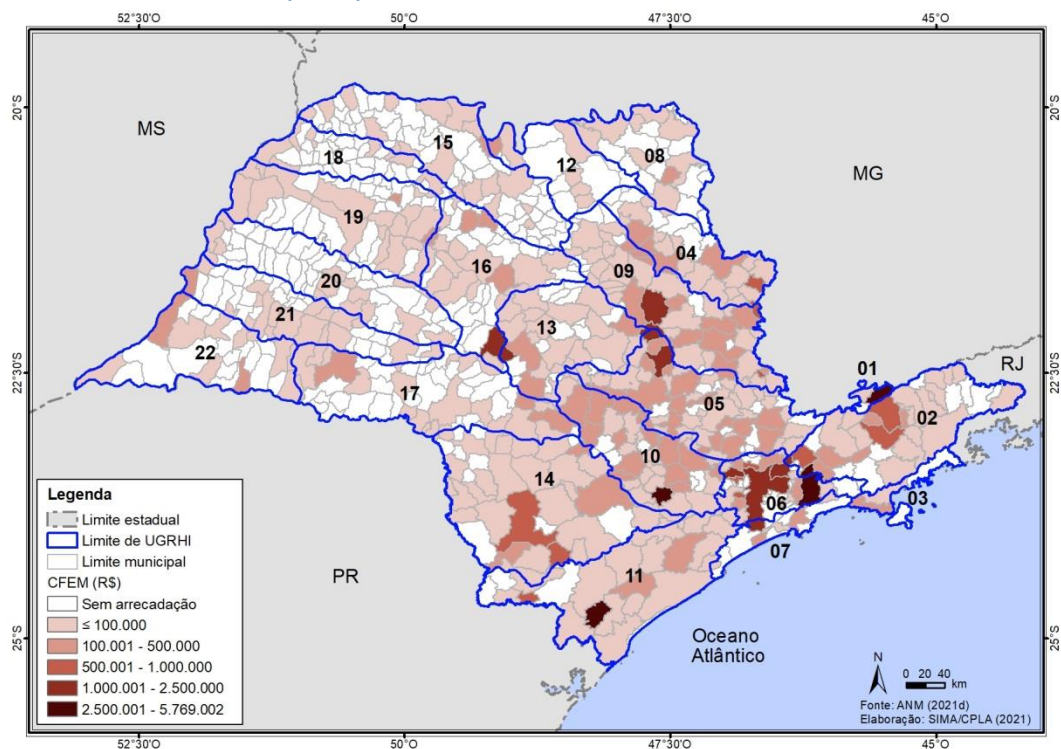 52°30'O 50°O 47°30'O 45°O
20°S 20°S
MS
MG
15
18
12
08
19
04
16
09
20
13
21
22
17
01
RJ
02
05
22°30'S 22°30'S
10
14
03
06
07
11
PR
Oceano
Atlântico
25°S 25°S
Legenda
Limite estadual
Limite de UGRHI
Limite municipal
CFEM (R$)
Sem arrecadação
≤ 100.000
100.001 - 500.000
500.001 - 1.000.000
1.000.001 - 2.500.000
2.500.001 - 5.769.002
N
0 20 40
km
Fonte: ANM (2021d)
Elaboração: SIMA/CPLA (2021)
52°30'O 50°O 47°30'O 45°O